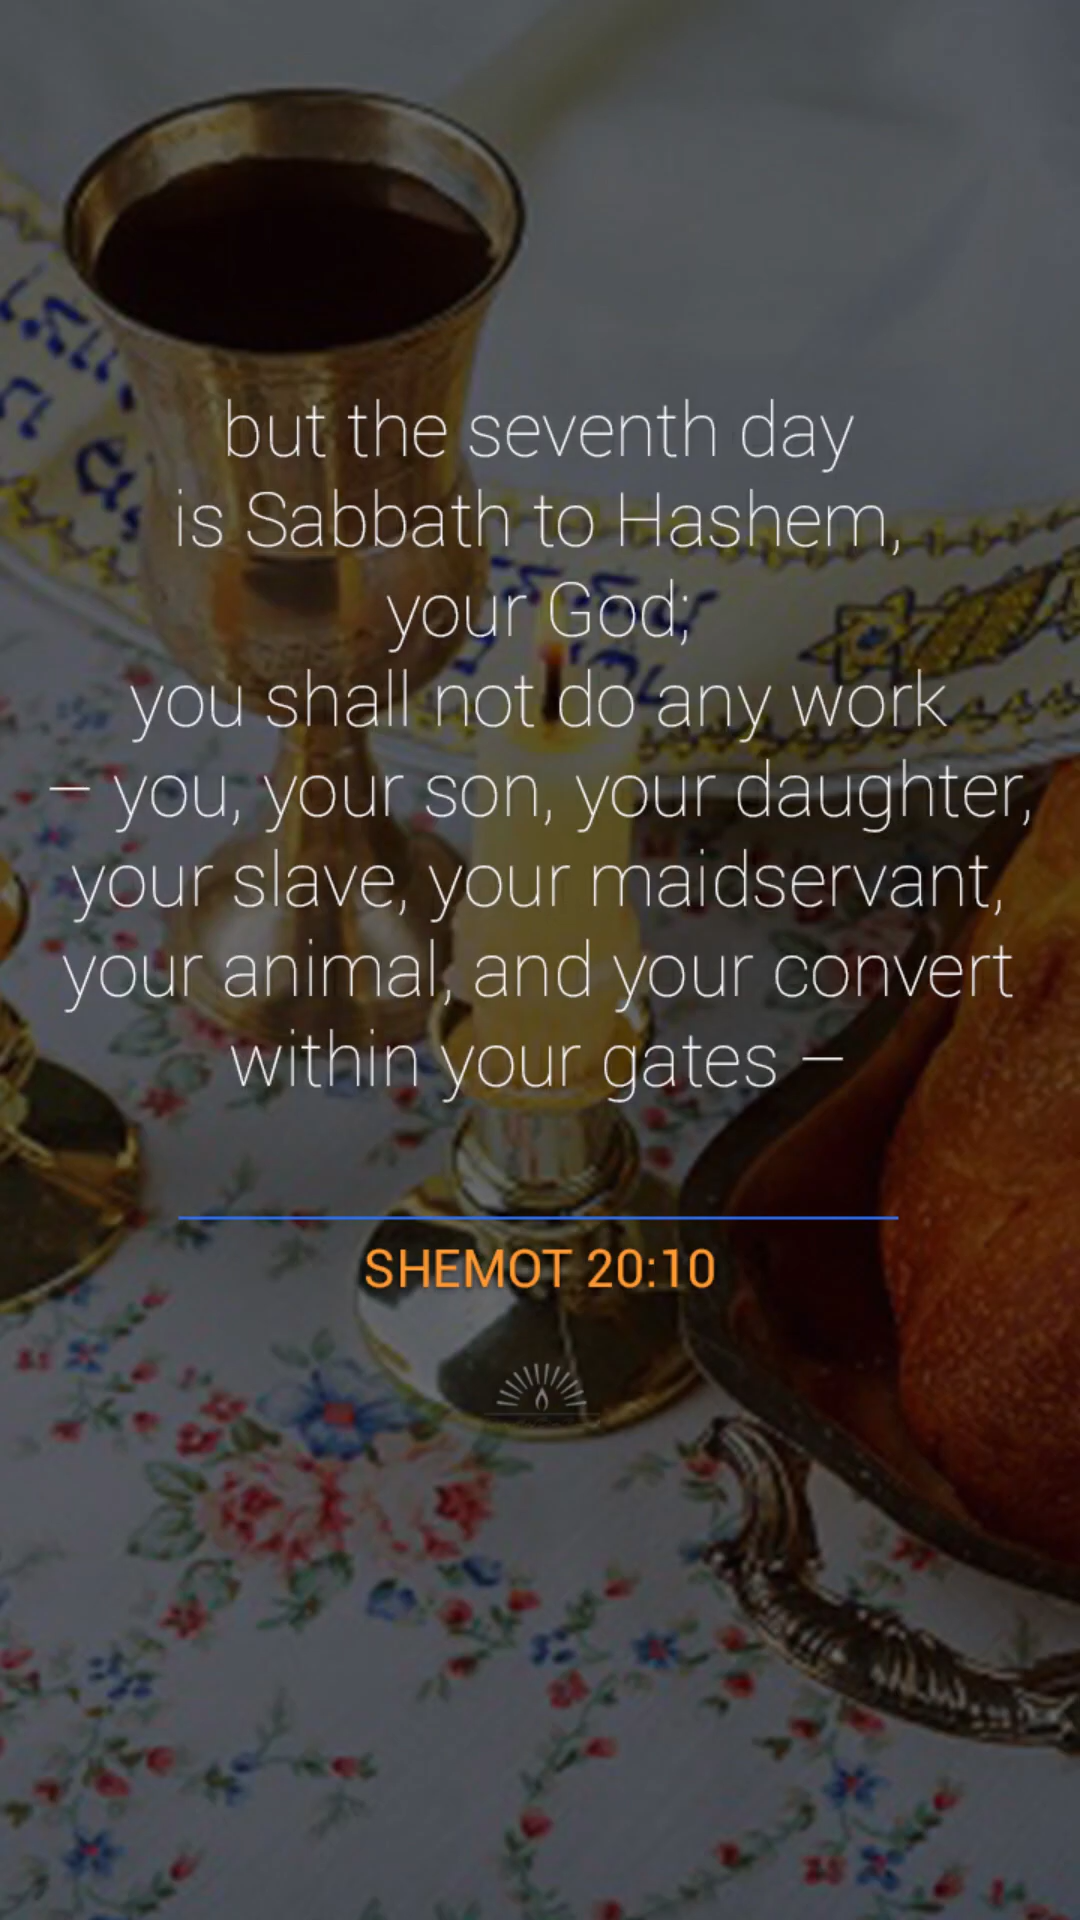 but the seventh day
is Sabbath to Hashem,
your God;
you shall not do any work
– you, your son, your daughter,
your slave, your maidservant,
your animal, and your convert
within your gates –
SHEMOT 20:10